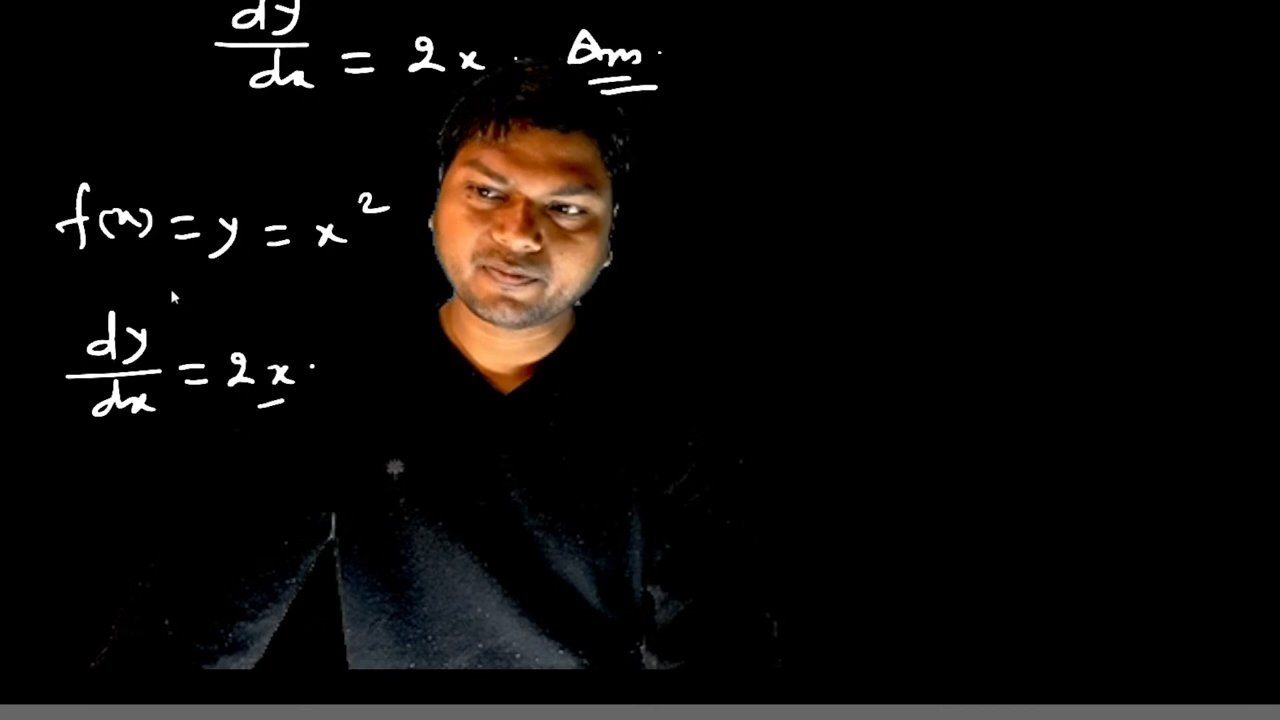 dy/dx = 2x. Ans.
f(x) = y = x²
dy/dx = 2x.